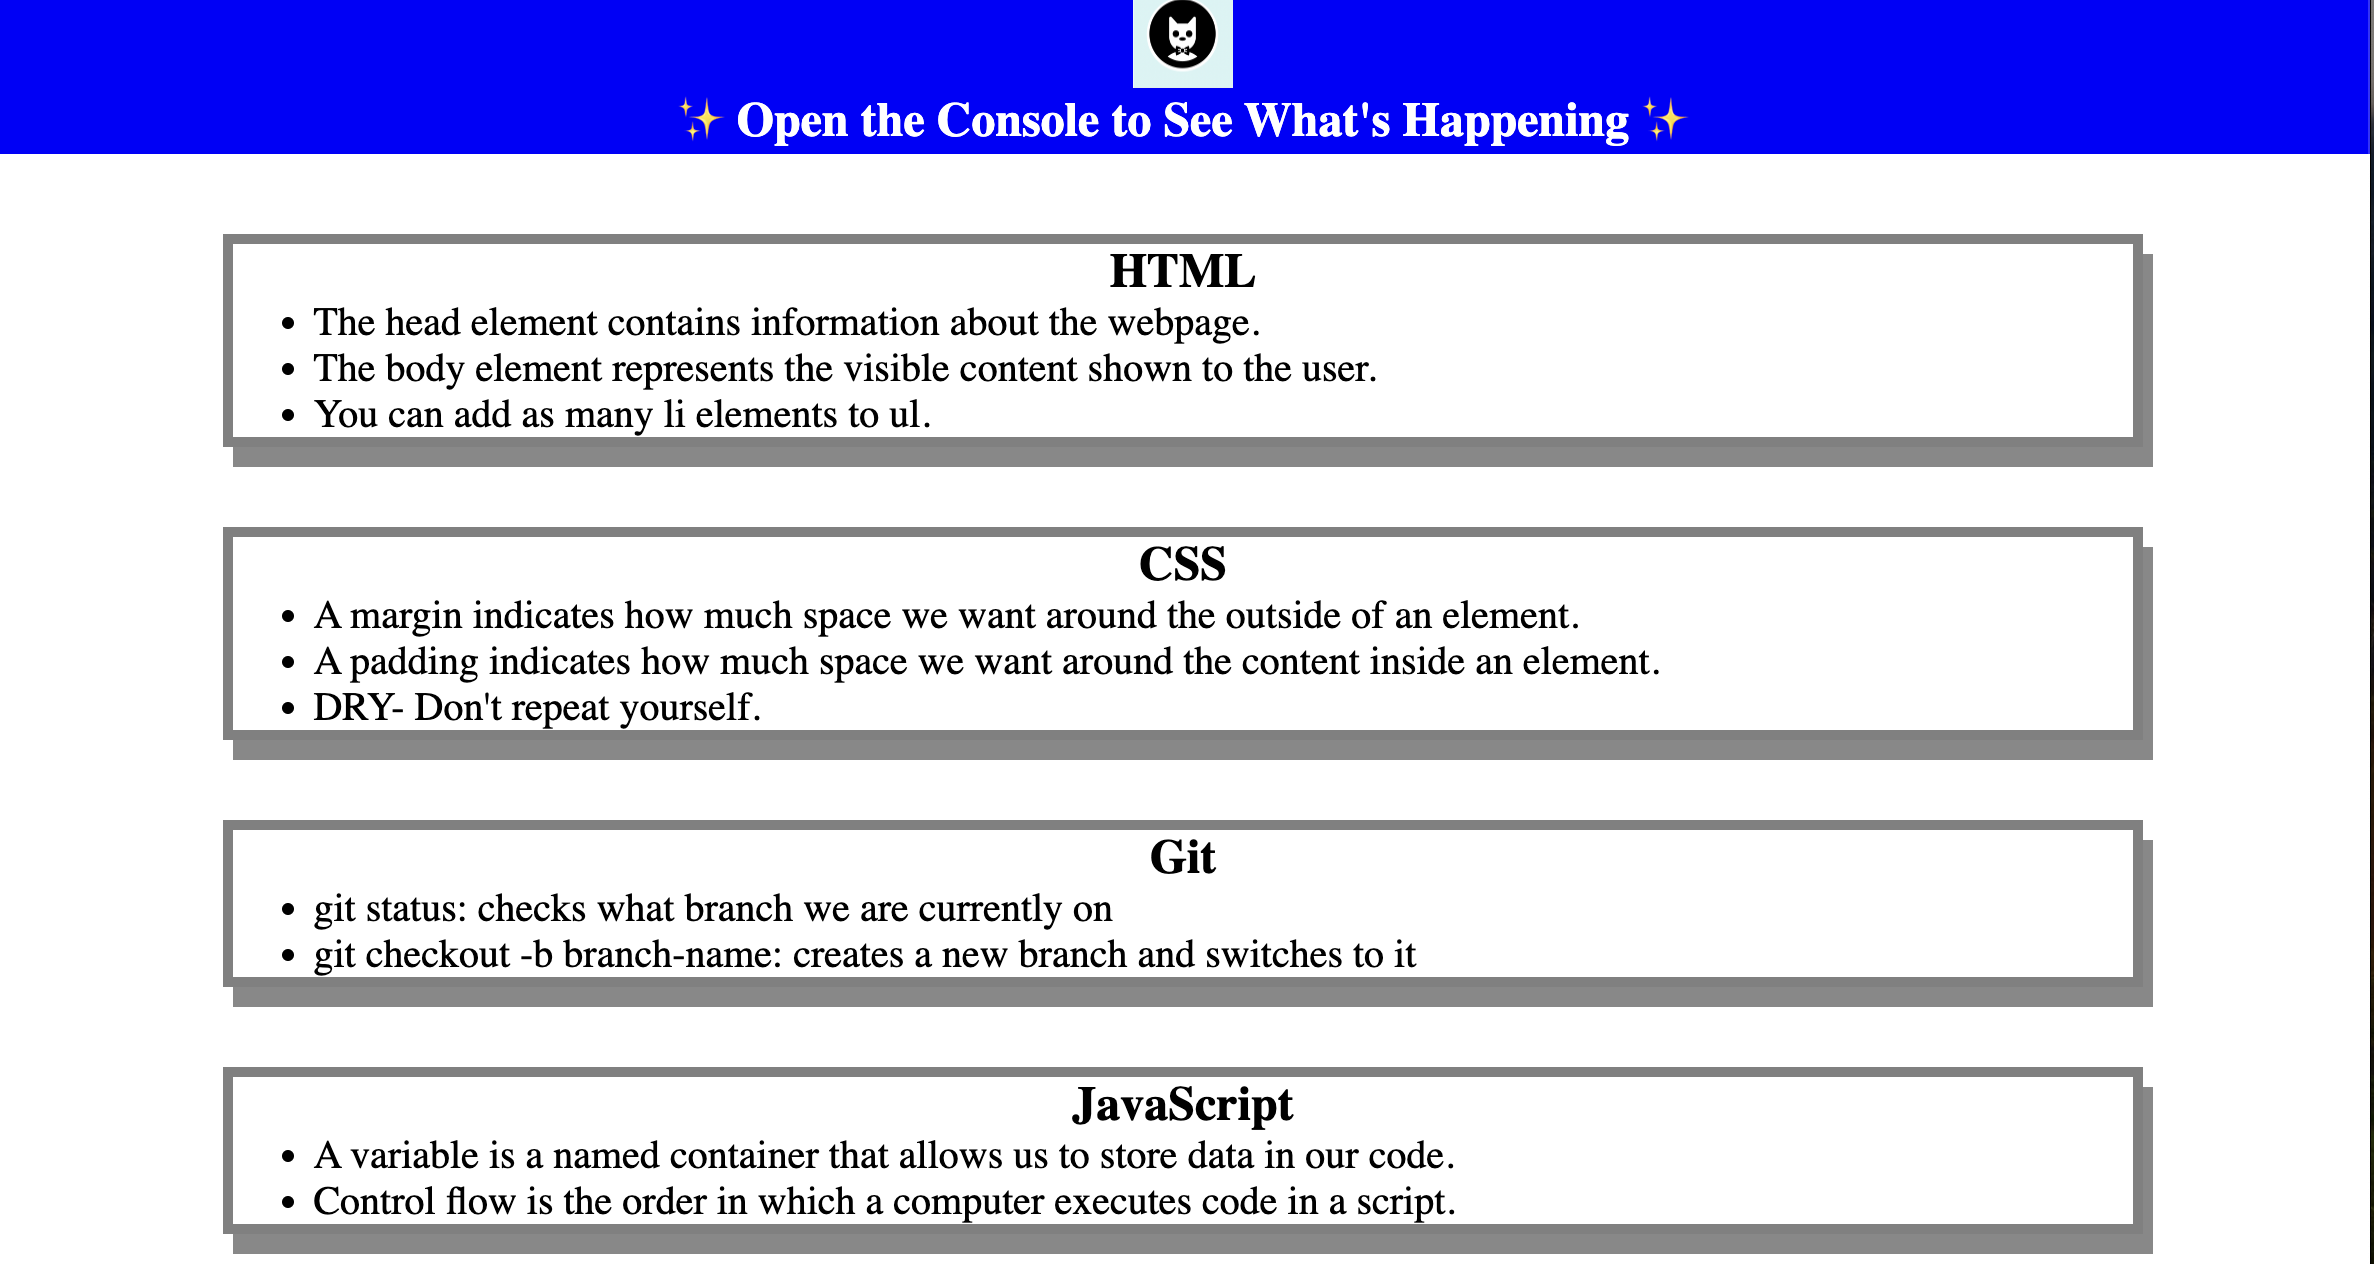 ✨ Open the Console to See What's Happening ✨
HTML
• The head element contains information about the webpage.
• The body element represents the visible content shown to the user.
• You can add as many li elements to ul.
CSS
• A margin indicates how much space we want around the outside of an element.
• A padding indicates how much space we want around the content inside an element.
• DRY- Don't repeat yourself.
Git
• git status: checks what branch we are currently on
• git checkout -b branch-name: creates a new branch and switches to it
JavaScript
• A variable is a named container that allows us to store data in our code.
• Control flow is the order in which a computer executes code in a script.